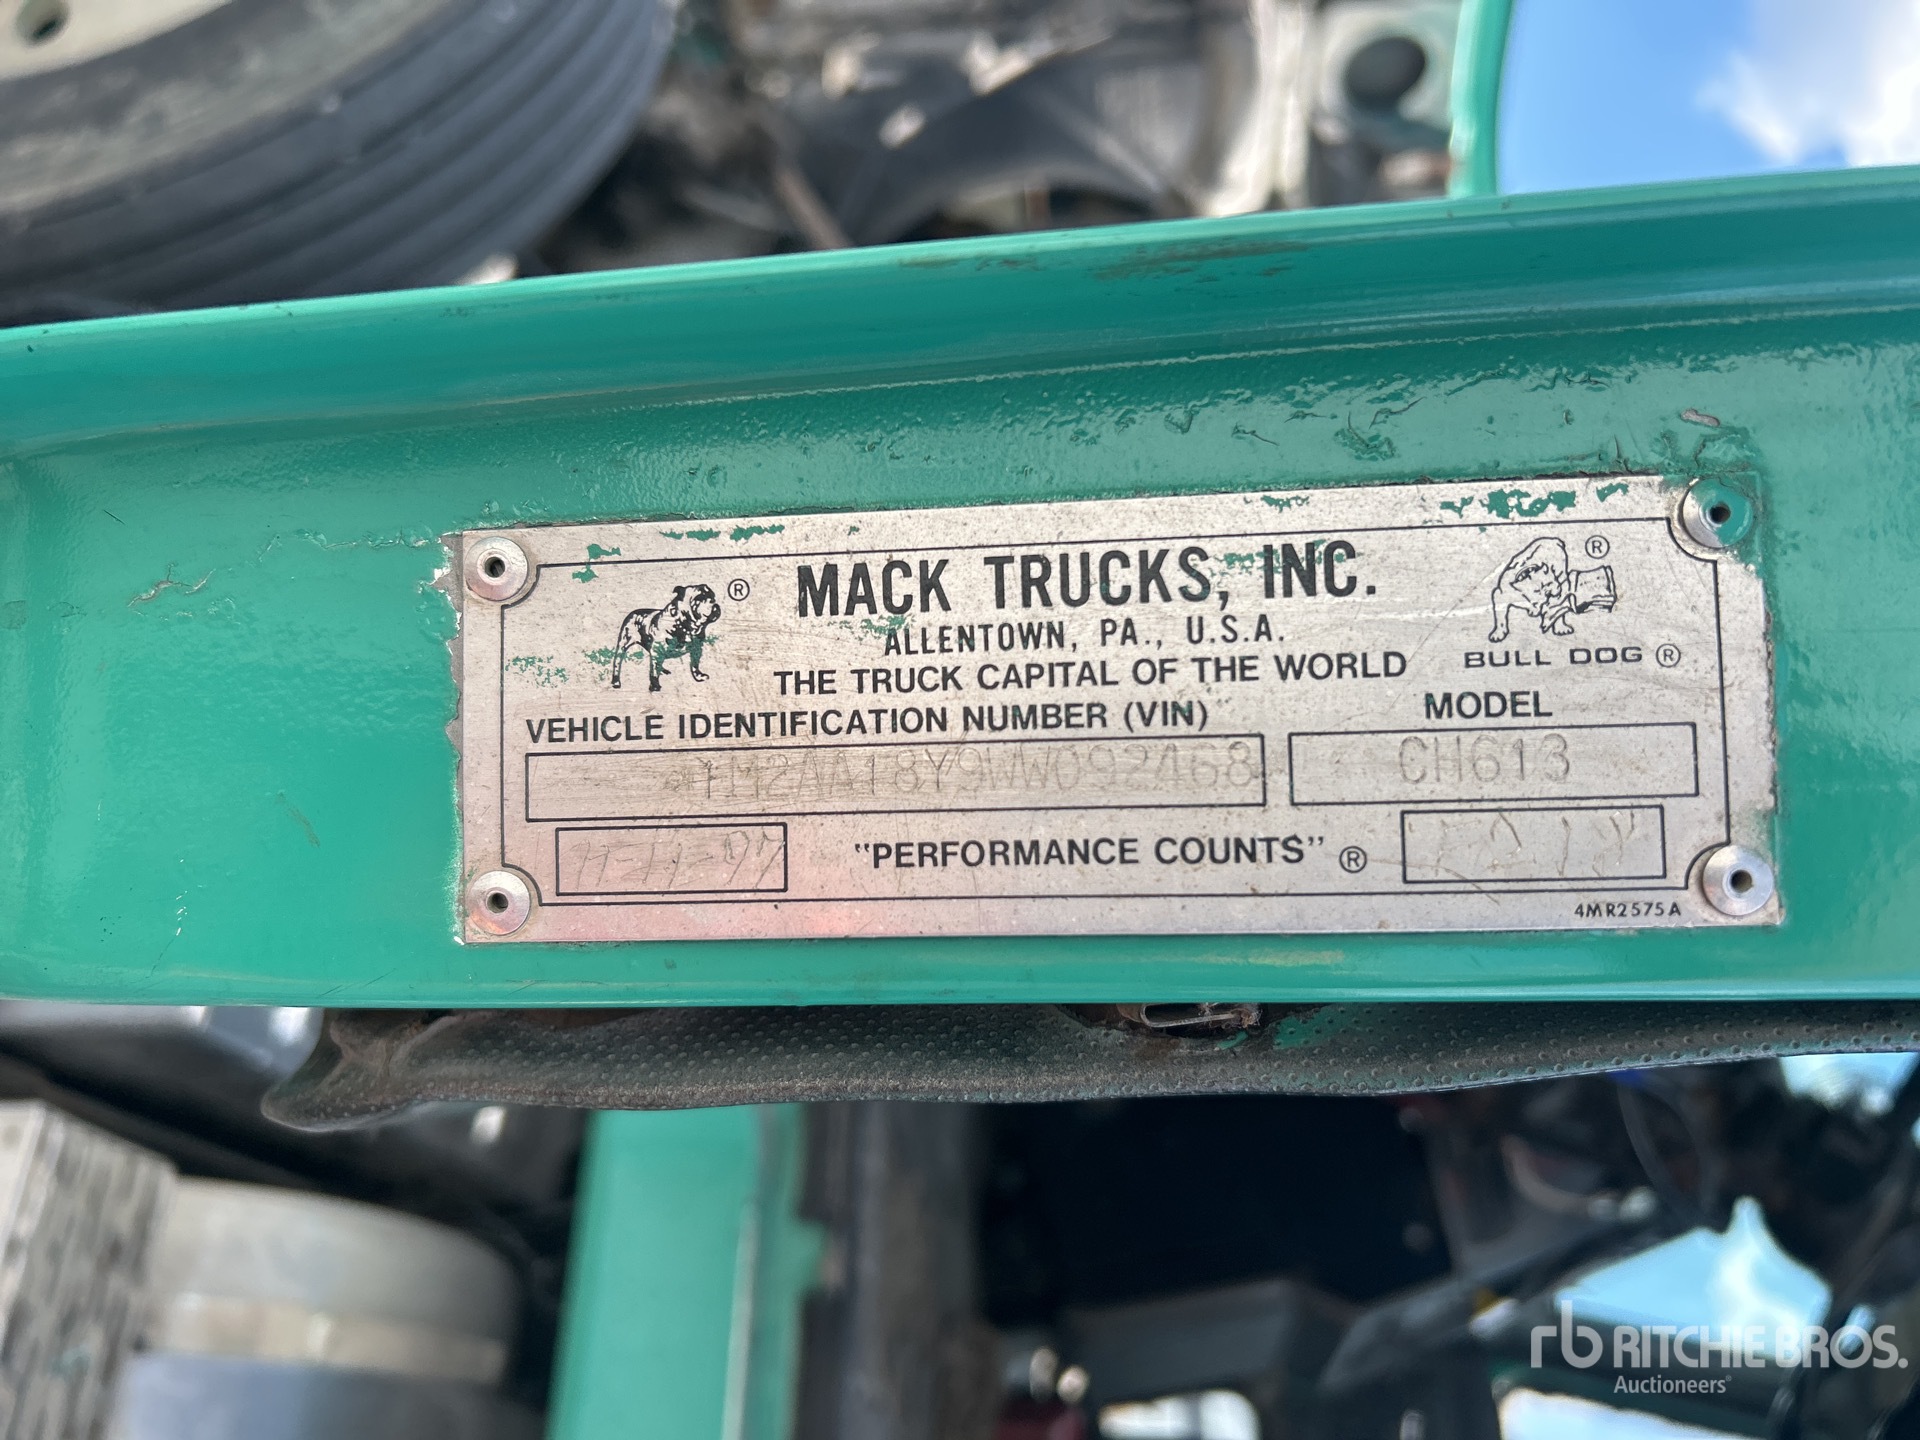 ® MACK TRUCKS, INC. ®
ALLENTOWN, PA., U.S.A.
BULL DOG ®
THE TRUCK CAPITAL OF THE WORLD
VEHICLE IDENTIFICATION NUMBER (VIN) MODEL
1M2AA18Y9WW092468 CH613
"PERFORMANCE COUNTS" ®
4MR2575A
rb RITCHIE BROS.
Auctioneers